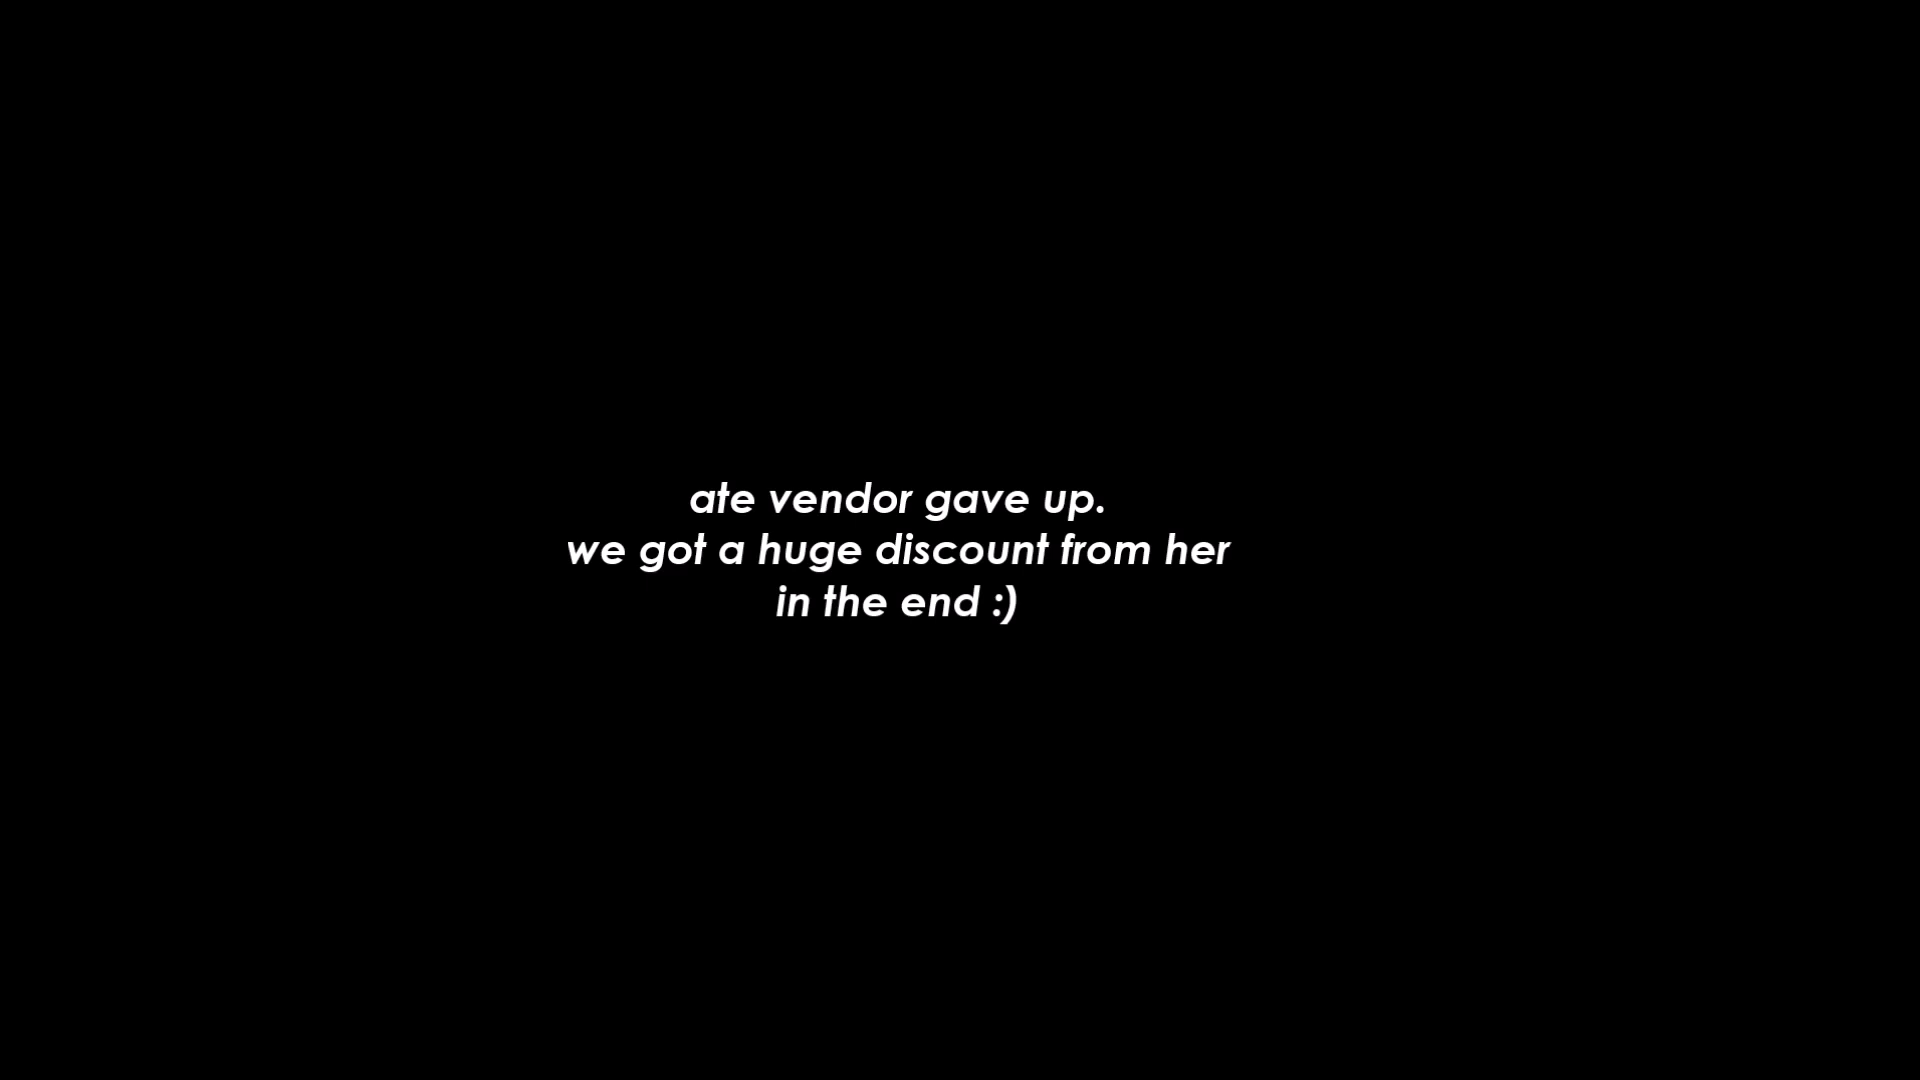 ate vendor gave up.
we got a huge discount from her
in the end :)